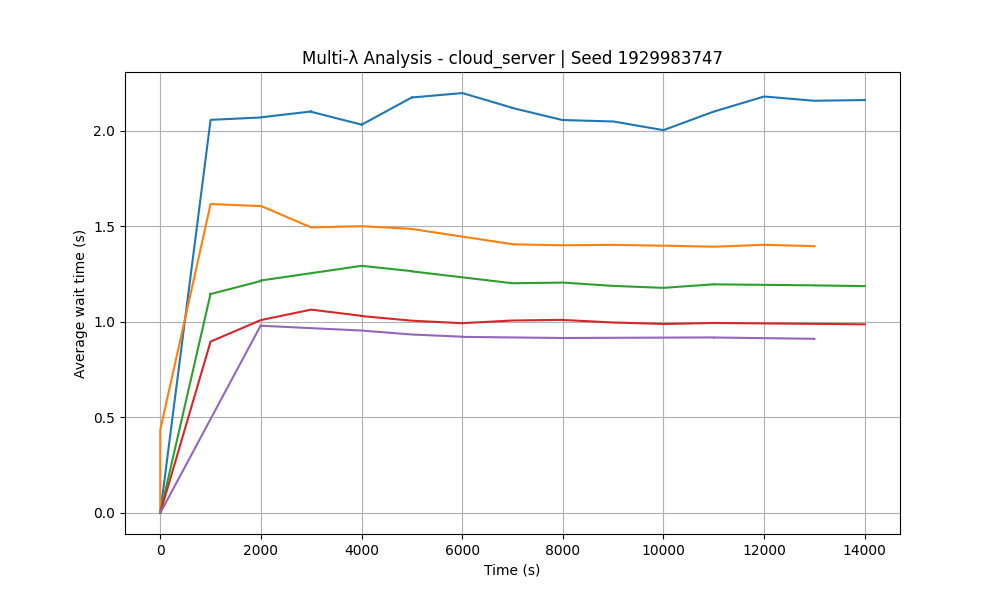 Multi-λ Analysis - cloud_server | Seed 1929983747
Average wait time (s)
2.0
1.5
1.0
0.5
0.0
0 2000 4000 6000 8000 10000 12000 14000
Time (s)